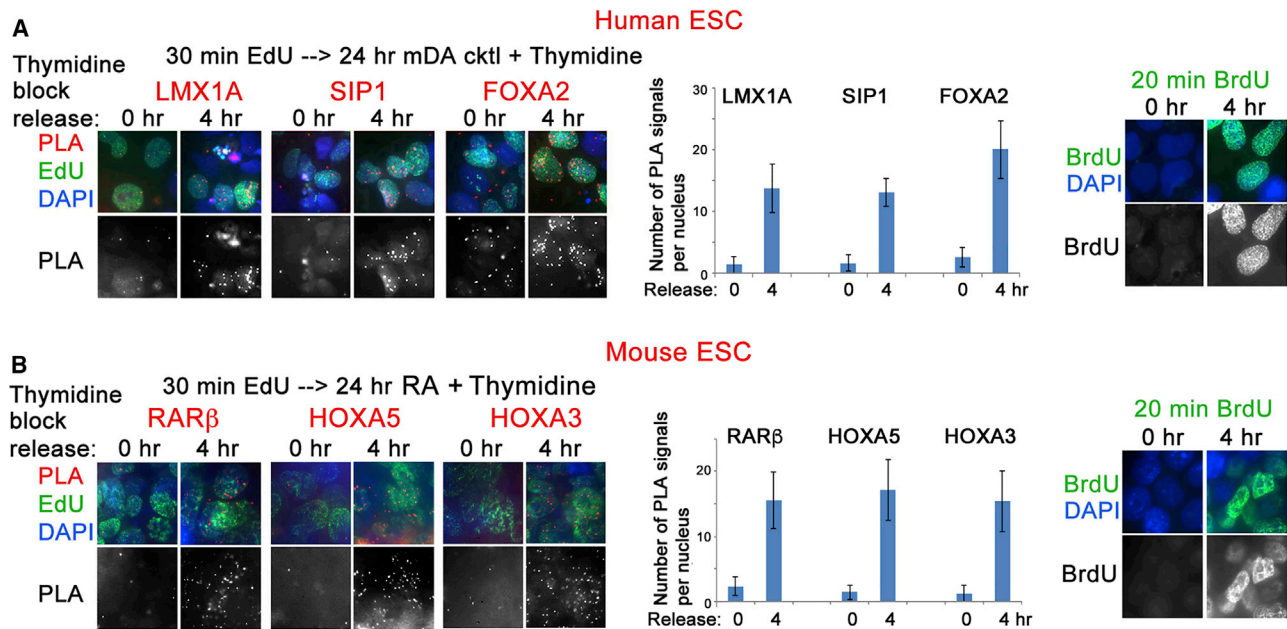 Human ESC
A
30 min EdU --> 24 hr mDA cktl + Thymidine
Thymidine
block
release:
LMX1A SIP1 FOXA2
0 hr 4 hr 0 hr 4 hr 0 hr 4 hr
PLA
EdU
DAPI
PLA
Number of PLA signals
per nucleus
30
20
10
0
LMX1A SIP1 FOXA2
Release: 0 4 0 4 0 4 hr
20 min BrdU
0 hr 4 hr
BrdU
DAPI
BrdU
Mouse ESC
B
30 min EdU --> 24 hr RA + Thymidine
Thymidine
block
release:
RARβ HOXA5 HOXA3
0 hr 4 hr 0 hr 4 hr 0 hr 4 hr
PLA
EdU
DAPI
PLA
Number of PLA signals
per nucleus
20
10
0
RARβ HOXA5 HOXA3
Release: 0 4 0 4 0 4 hr
20 min BrdU
0 hr 4 hr
BrdU
DAPI
BrdU